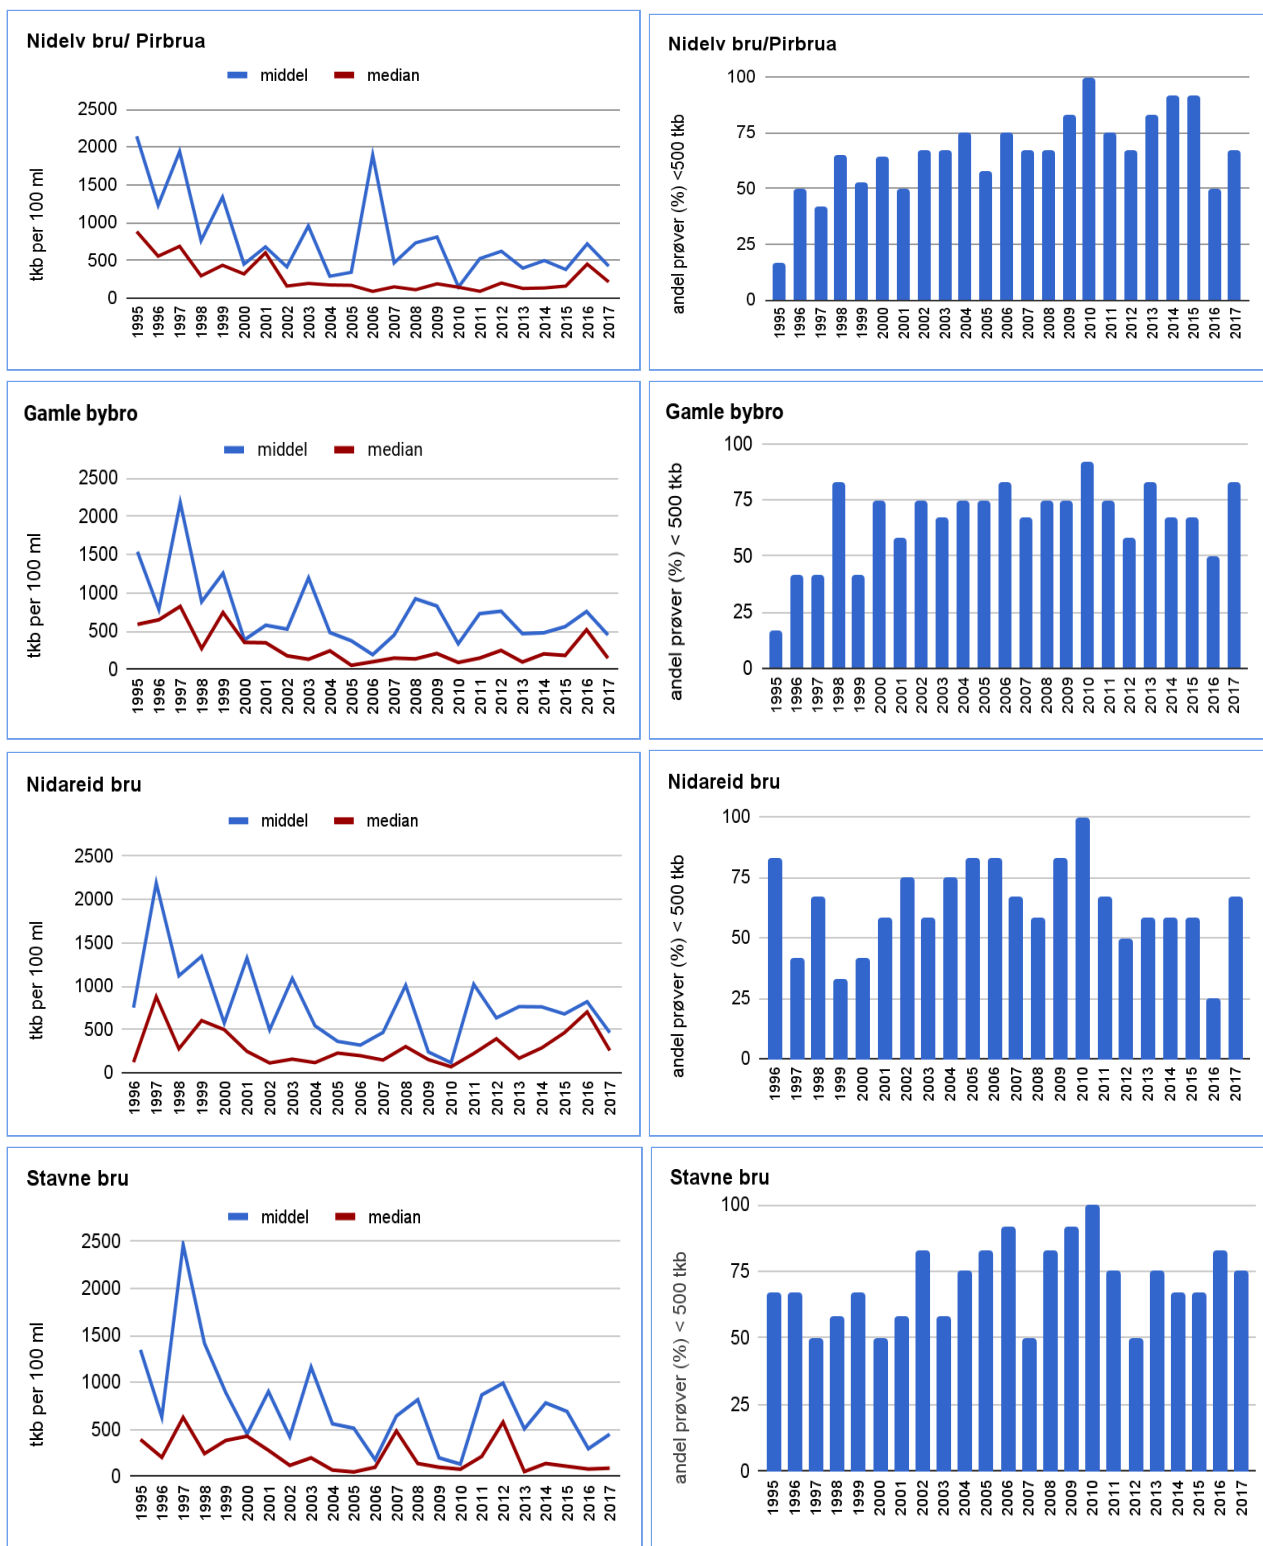 Nidelv bru/ Pirbrua
middel median
tkb per 100 ml
2500
2000
1500
1000
500
0
1995 1996 1997 1998 1999 2000 2001 2002 2003 2004 2005 2006 2007 2008 2009 2010 2011 2012 2013 2014 2015 2016 2017
Nidelv bru/Pirbrua
andel prøver (%) <500 tkb
100
75
50
25
0
1995 1996 1997 1998 1999 2000 2001 2002 2003 2004 2005 2006 2007 2008 2009 2010 2011 2012 2013 2014 2015 2016 2017
Gamle bybro
middel median
tkb per 100 ml
2500
2000
1500
1000
500
0
1995 1996 1997 1998 1999 2000 2001 2002 2003 2004 2005 2006 2007 2008 2009 2010 2011 2012 2013 2014 2015 2016 2017
Gamle bybro
andel prøver (%) < 500 tkb
100
75
50
25
0
1995 1996 1997 1998 1999 2000 2001 2002 2003 2004 2005 2006 2007 2008 2009 2010 2011 2012 2013 2014 2015 2016 2017
Nidareid bru
middel median
tkb per 100 ml
2500
2000
1500
1000
500
0
1996 1997 1998 1999 2000 2001 2002 2003 2004 2005 2006 2007 2008 2009 2010 2011 2012 2013 2014 2015 2016 2017
Nidareid bru
andel prøver (%) < 500 tkb
100
75
50
25
0
1996 1997 1998 1999 2000 2001 2002 2003 2004 2005 2006 2007 2008 2009 2010 2011 2012 2013 2014 2015 2016 2017
Stavne bru
middel median
tkb per 100 ml
2500
2000
1500
1000
500
0
1995 1996 1997 1998 1999 2000 2001 2002 2003 2004 2005 2006 2007 2008 2009 2010 2011 2012 2013 2014 2015 2016 2017
Stavne bru
andel prøver (%) < 500 tkb
100
75
50
25
0
1995 1996 1997 1998 1999 2000 2001 2002 2003 2004 2005 2006 2007 2008 2009 2010 2011 2012 2013 2014 2015 2016 2017